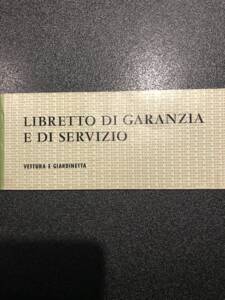 LIBRETTO DI GARANZIA
E DI SERVIZIO
VETTURA E GIARDINETTA